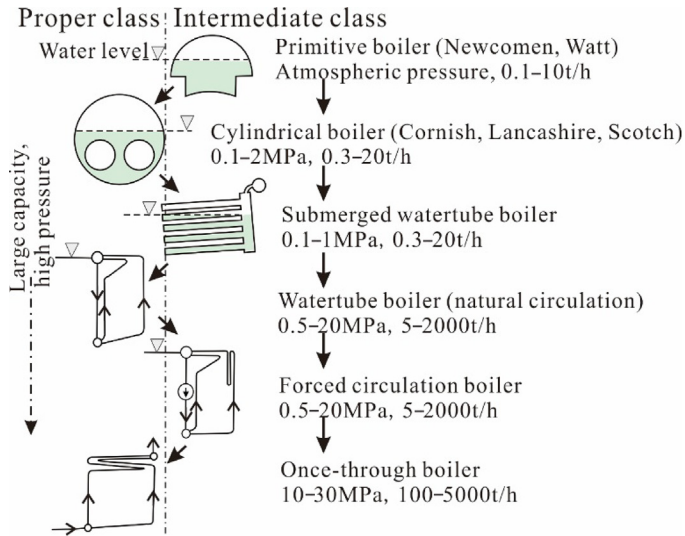 Proper class
Intermediate class
Water level
Primitive boiler (Newcomen, Watt)
Atmospheric pressure, 0.1–10t/h
Cylindrical boiler (Cornish, Lancashire, Scotch)
0.1–2MPa, 0.3–20t/h
Large capacity,
high pressure
Submerged watertube boiler
0.1–1MPa, 0.3–20t/h
Watertube boiler (natural circulation)
0.5–20MPa, 5–2000t/h
Forced circulation boiler
0.5–20MPa, 5–2000t/h
Once-through boiler
10–30MPa, 100–5000t/h